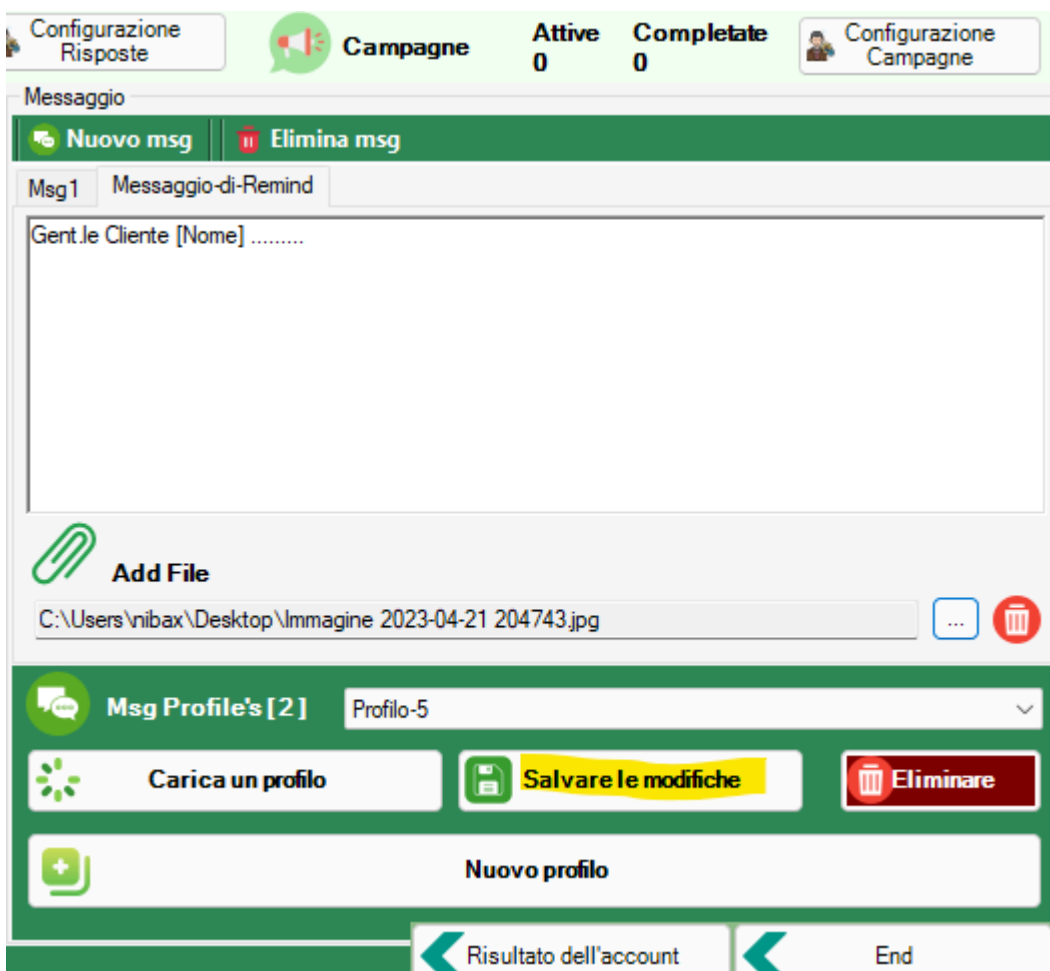 Configurazione
Risposte
Campagne
Attive
0
Completate
0
Configurazione
Campagne
Messaggio
Nuovo msg
Elimina msg
Msg1
Messaggio-di-Remind
Gent.le Cliente [Nome] .........
Add File
C:\Users\nibax\Desktop\Immagine 2023-04-21 204743.jpg
...
Msg Profile's [ 2 ]
Profilo-5
Carica un profilo
Salvare le modifiche
Eliminare
Nuovo profilo
Risultato dell'account
End